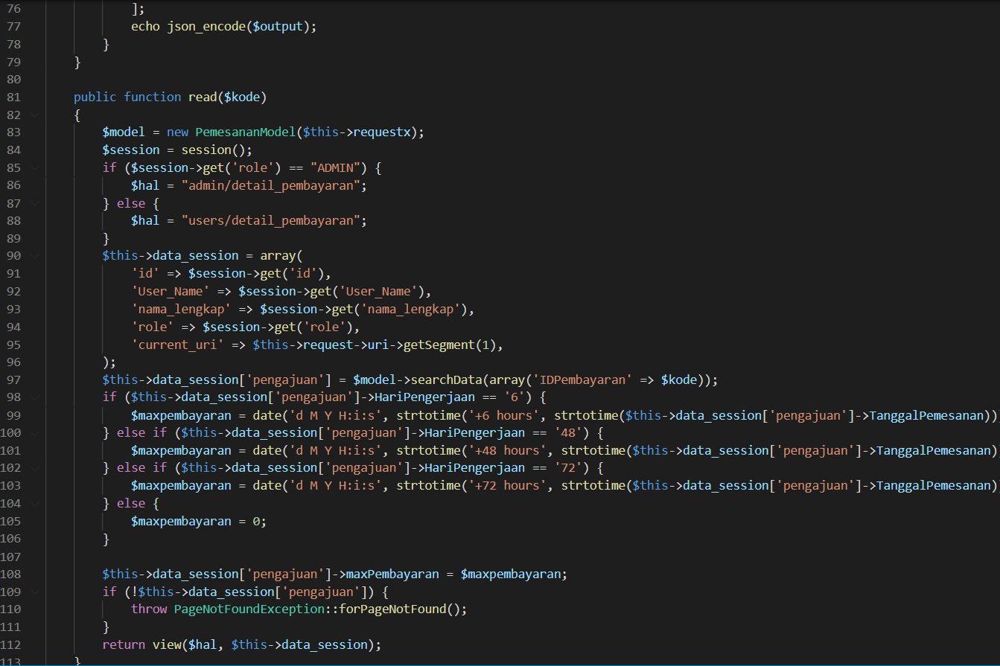 76 ];
77 echo json_encode($output);
78 }
79 }
80
81 public function read($kode)
82 {
83 $model = new PemesananModel($this->requestx);
84 $session = session();
85 if ($session->get('role') == "ADMIN") {
86 $hal = "admin/detail_pembayaran";
87 } else {
88 $hal = "users/detail_pembayaran";
89 }
90 $this->data_session = array(
91 'id' => $session->get('id'),
92 'User_Name' => $session->get('User_Name'),
93 'nama_lengkap' => $session->get('nama_lengkap'),
94 'role' => $session->get('role'),
95 'current_uri' => $this->request->uri->getSegment(1),
96 );
97 $this->data_session['pengajuan'] = $model->searchData(array('IDPembayaran' => $kode));
98 if ($this->data_session['pengajuan']->HariPengerjaan == '6') {
99 $maxpembayaran = date('d M Y H:i:s', strtotime('+6 hours', strtotime($this->data_session['pengajuan']->TanggalPemesanan)))
100 } else if ($this->data_session['pengajuan']->HariPengerjaan == '48') {
101 $maxpembayaran = date('d M Y H:i:s', strtotime('+48 hours', strtotime($this->data_session['pengajuan']->TanggalPemesanan))
102 } else if ($this->data_session['pengajuan']->HariPengerjaan == '72') {
103 $maxpembayaran = date('d M Y H:i:s', strtotime('+72 hours', strtotime($this->data_session['pengajuan']->TanggalPemesanan))
104 } else {
105 $maxpembayaran = 0;
106 }
107
108 $this->data_session['pengajuan']->maxPembayaran = $maxpembayaran;
109 if (!$this->data_session['pengajuan']) {
110 throw PageNotFoundException::forPageNotFound();
111 }
112 return view($hal, $this->data_session);
113 }